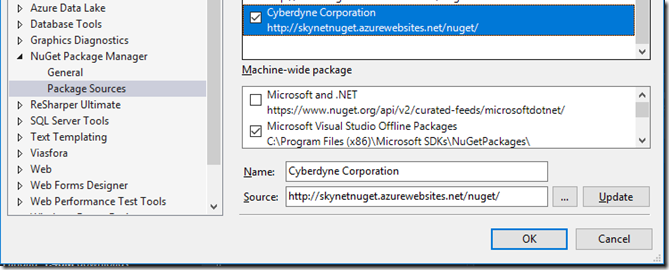 Azure Data Lake
Database Tools
Graphics Diagnostics
NuGet Package Manager
General
Package Sources
ReSharper Ultimate
SQL Server Tools
Text Templating
Viasfora
Web
Web Forms Designer
Web Performance Test Tools
Cyberdyne Corporation
http://skynetnuget.azurewebsites.net/nuget/
Machine-wide package
Microsoft and .NET
https://www.nuget.org/api/v2/curated-feeds/microsoftdotnet/
Microsoft Visual Studio Offline Packages
C:\Program Files (x86)\Microsoft SDKs\NuGetPackages\
Name: Cyberdyne Corporation
Source: http://skynetnuget.azurewebsites.net/nuget/ ... Update
OK Cancel